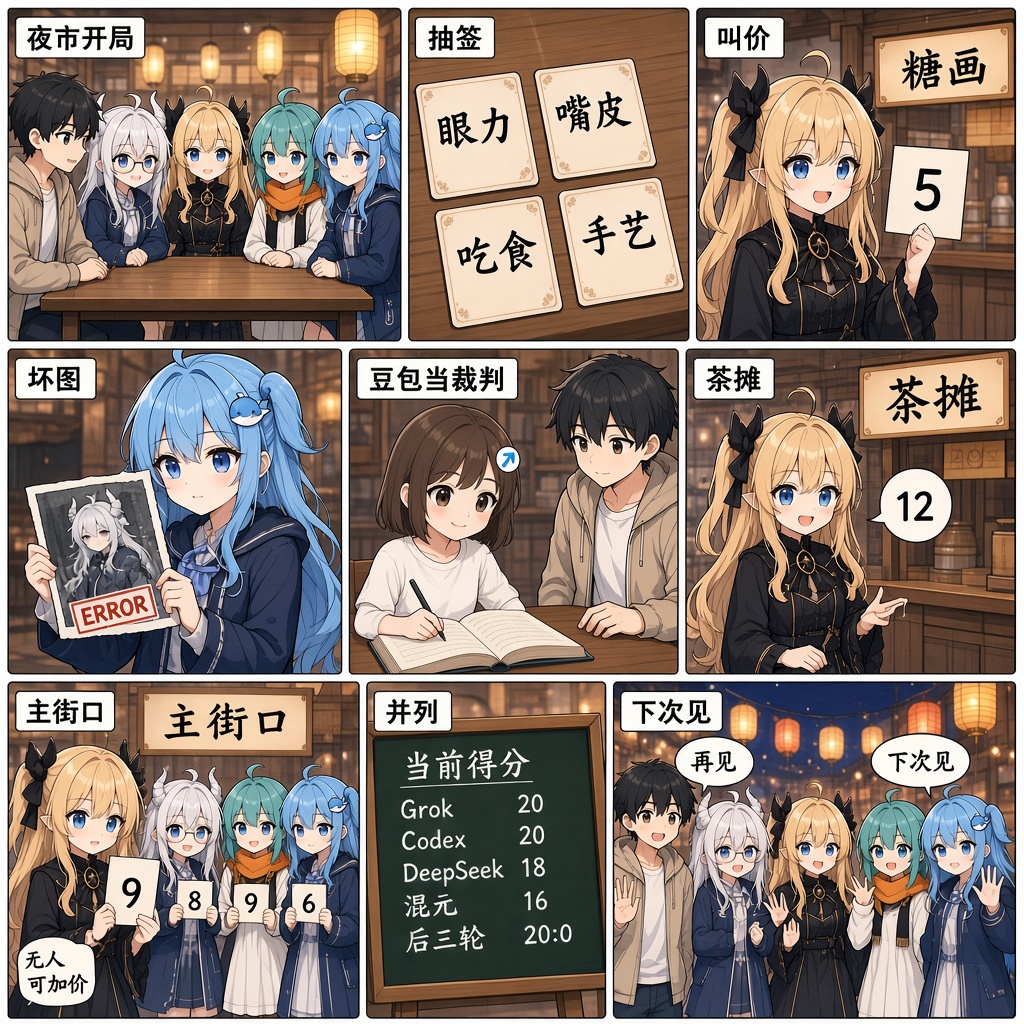 夜市开局
抽签
眼力
嘴皮
吃食
手艺
叫价
糖画
5
坏图
ERROR
豆包当裁判
茶摊
茶摊
12
主街口
主街口
9
8
9
6
无人
可加价
并列
当前得分
Grok 20
Codex 20
DeepSeek 18
混元 16
后三轮 20:0
下次见
再见
下次见